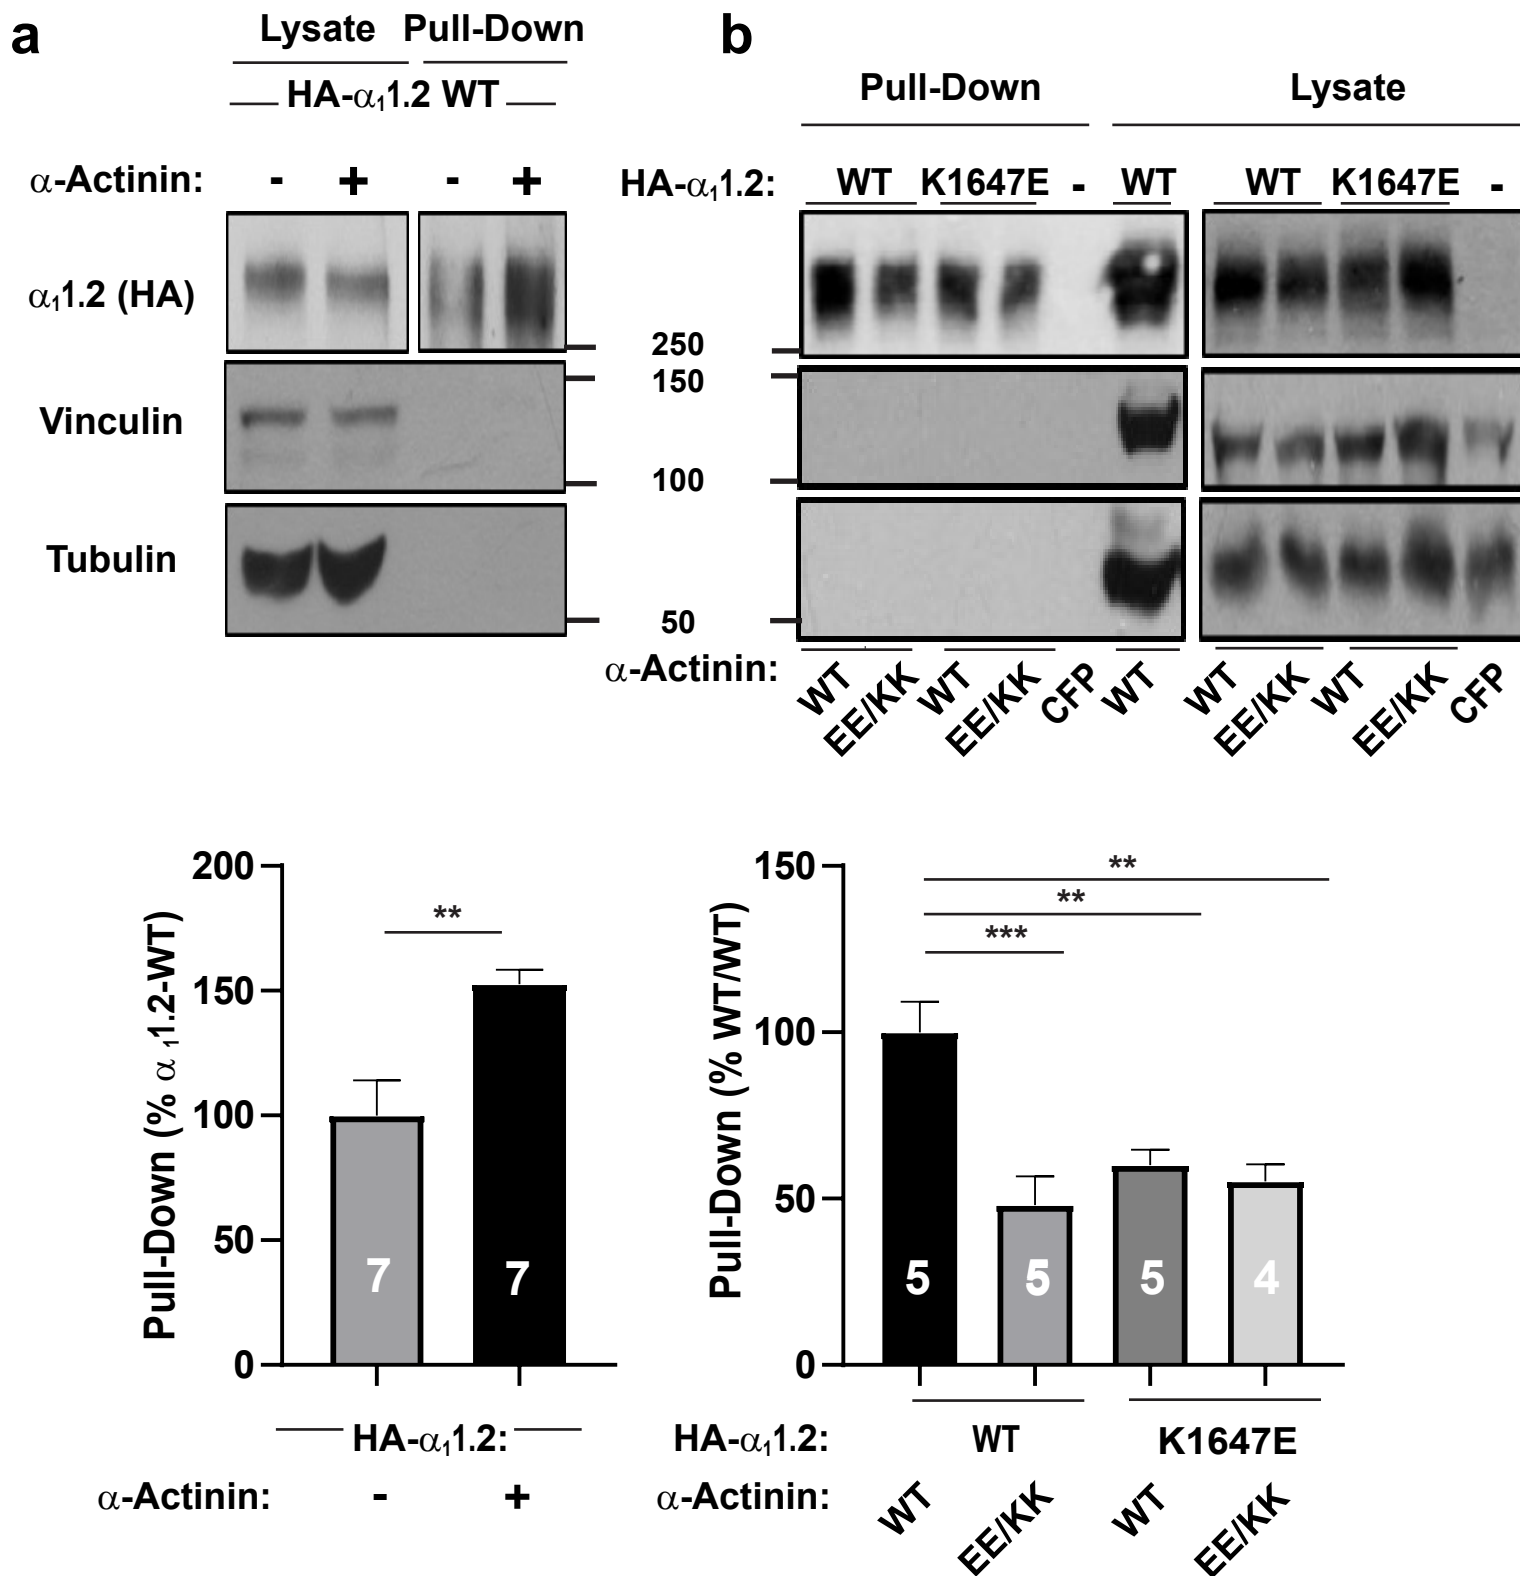 a
Lysate Pull-Down
HA-α₁1.2 WT
α-Actinin: - + - +
α₁1.2 (HA)
Vinculin
Tubulin
b
Pull-Down Lysate
HA-α₁1.2: WT K1647E - WT WT K1647E -
250
150
100
50
α-Actinin: WT EE/KK WT EE/KK CFP WT WT EE/KK WT EE/KK CFP
Pull-Down (% α ₁1.2-WT)
200
150
100
50
0
**
7 7
HA-α₁1.2:
α-Actinin: - +
Pull-Down (% WT/WT)
150
100
50
0
**
**
***
5 5 5 4
HA-α₁1.2: WT K1647E
α-Actinin: WT EE/KK WT EE/KK